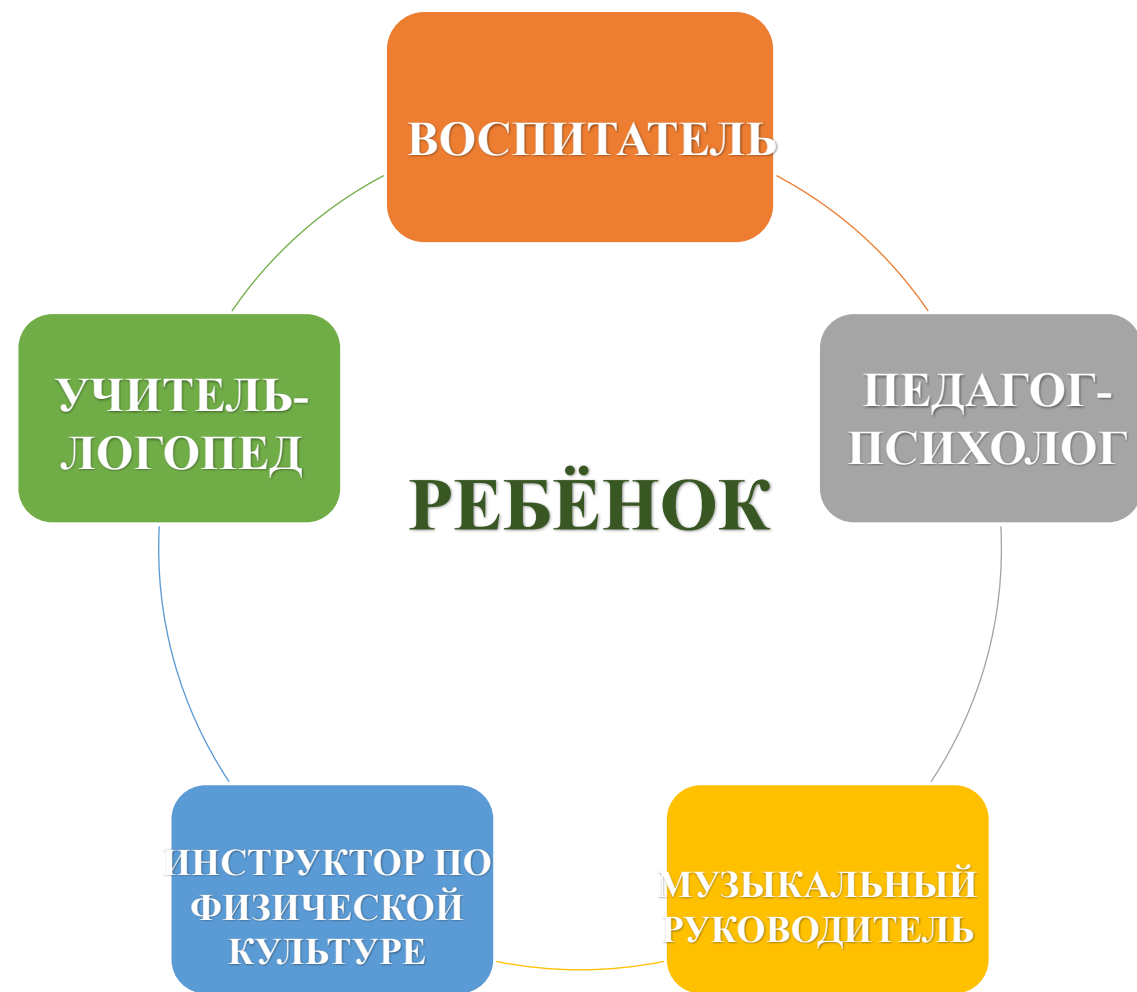 ВОСПИТАТЕЛЬ
УЧИТЕЛЬ-
ЛОГОПЕД
ПЕДАГОГ-
ПСИХОЛОГ
РЕБЁНОК
ИНСТРУКТОР ПО
ФИЗИЧЕСКОЙ
КУЛЬТУРЕ
МУЗЫКАЛЬНЫЙ
РУКОВОДИТЕЛЬ